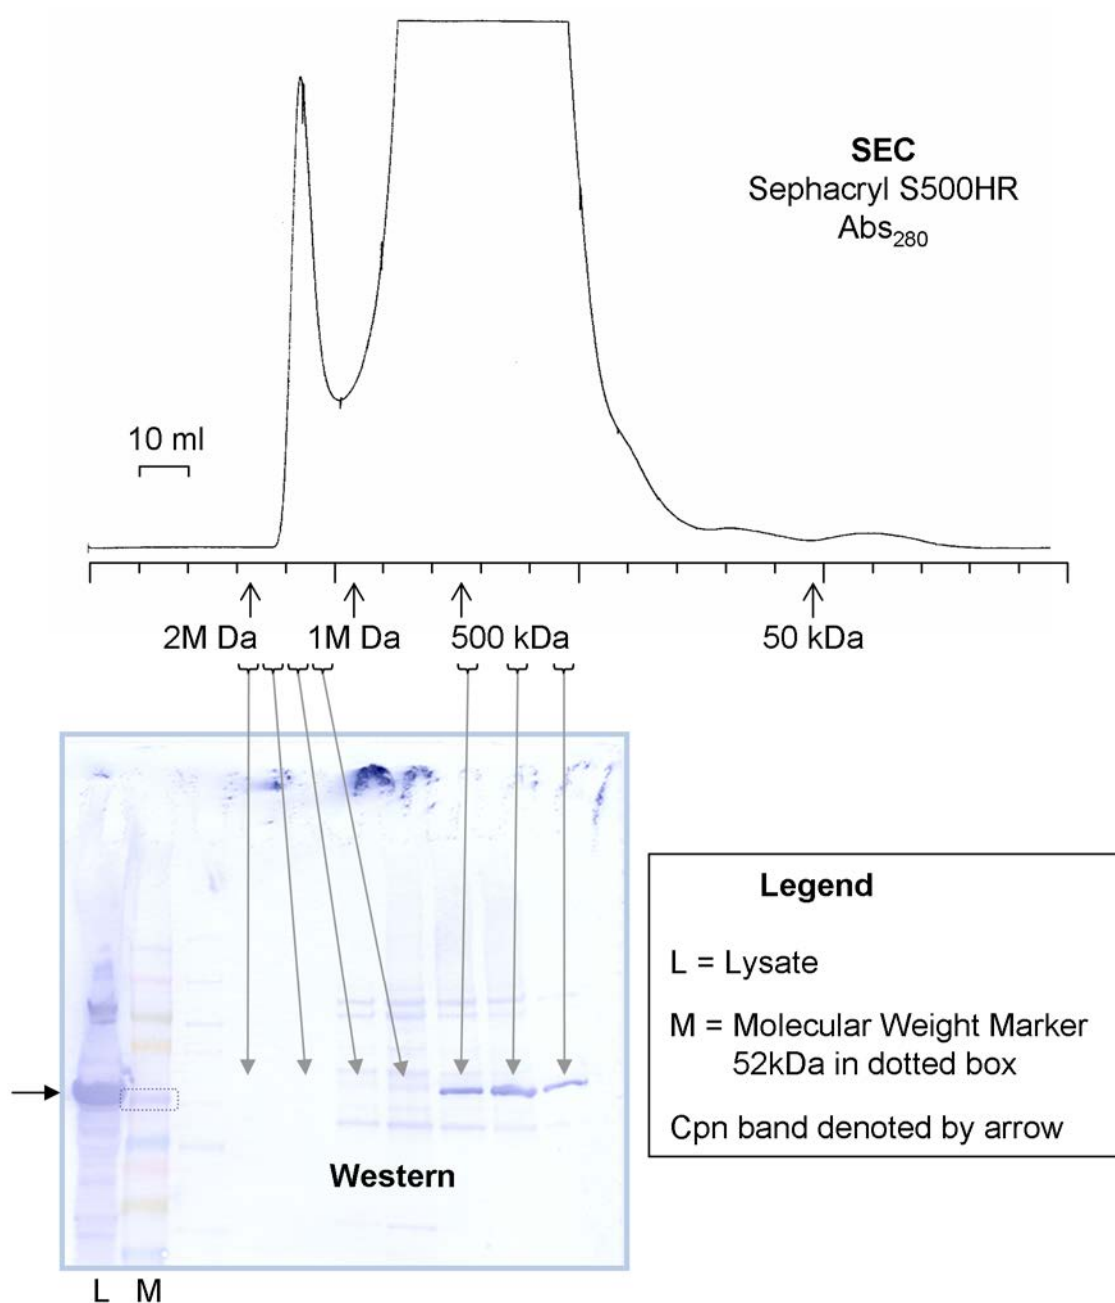 SEC
Sephacryl S500HR
Abs280
10 ml
2M Da 1M Da 500 kDa 50 kDa
Legend
L = Lysate
M = Molecular Weight Marker
52kDa in dotted box
Cpn band denoted by arrow
Western
L M